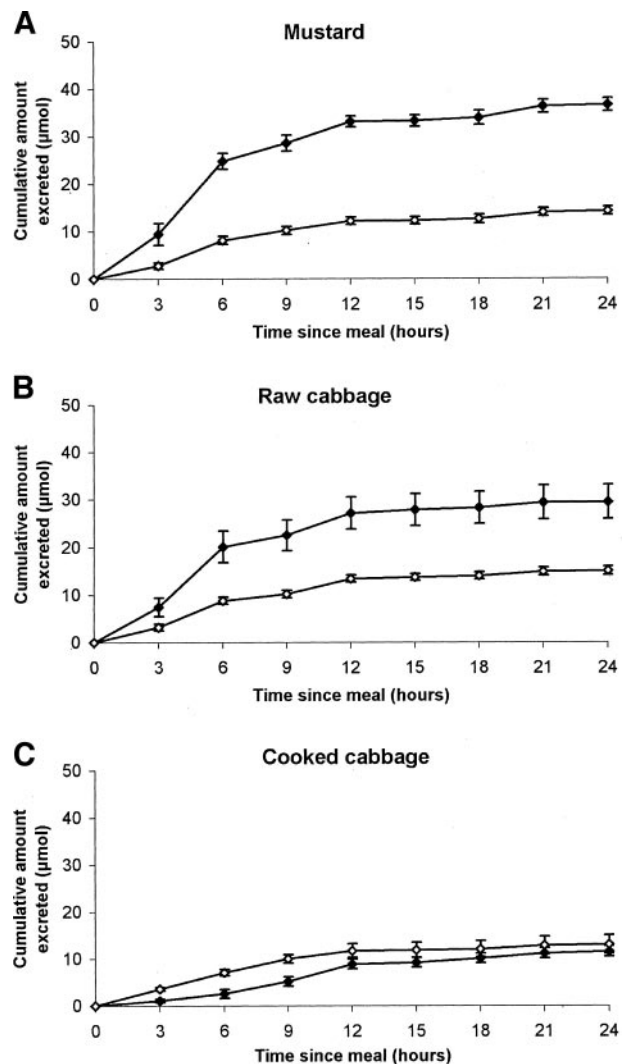 A
Mustard
50
40
30
20
10
0
Cumulative amount
excreted (µmol)
0 3 6 9 12 15 18 21 24
Time since meal (hours)
B
Raw cabbage
50
40
30
20
10
0
Cumulative amount
excreted (µmol)
0 3 6 9 12 15 18 21 24
Time since meal (hours)
C
Cooked cabbage
50
40
30
20
10
0
Cumulative amount
excreted (µmol)
0 3 6 9 12 15 18 21 24
Time since meal (hours)